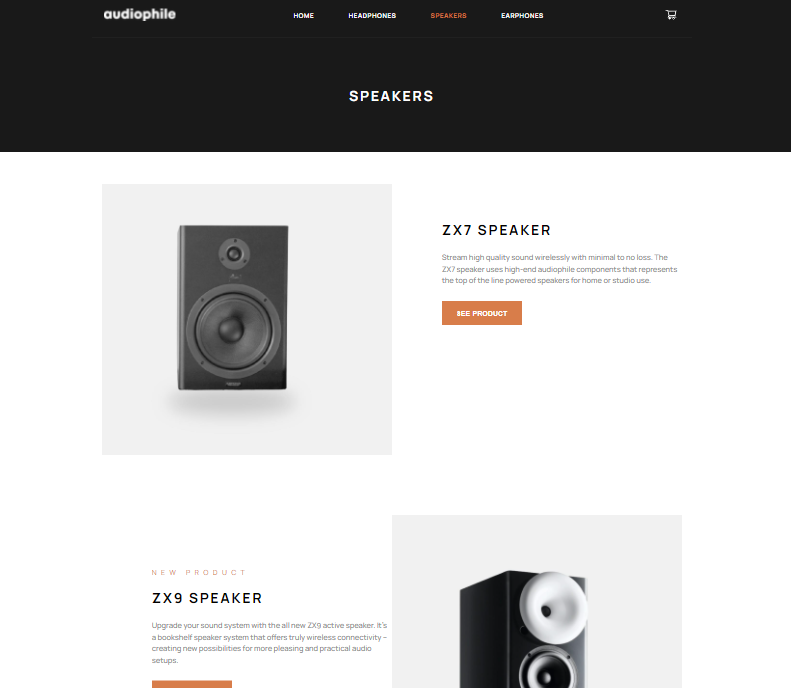 audiophile
HOME HEADPHONES SPEAKERS EARPHONES
SPEAKERS
ZX7 SPEAKER
Stream high quality sound wirelessly with minimal to no loss. The
ZX7 speaker uses high-end audiophile components that represents
the top of the line powered speakers for home or studio use.
SEE PRODUCT
NEW PRODUCT
ZX9 SPEAKER
Upgrade your sound system with the all new ZX9 active speaker. It's
a bookshelf speaker system that offers truly wireless connectivity –
creating new possibilities for more pleasing and practical audio
setups.